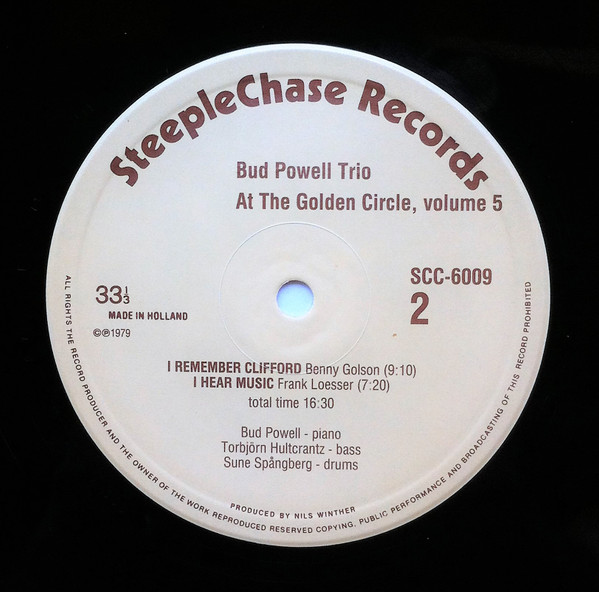 SteepleChase Records
Bud Powell Trio
At The Golden Circle, volume 5
33⅓
MADE IN HOLLAND
©℗1979
SCC-6009
2
I REMEMBER CLiFFORD Benny Golson (9:10)
I HEAR MUSIC Frank Loesser (7:20)
total time 16:30
Bud Powell - piano
Torbjörn Hultcrantz - bass
Sune Spångberg - drums
PRODUCED BY NILS WINTHER
ALL RIGHTS THE RECORD PRODUCER AND THE OWNER OF THE WORK REPRODUCED RESERVED COPYING. PUBLIC PERFORMANCE AND BROADCASTING OF THIS RECORD PROHIBITED